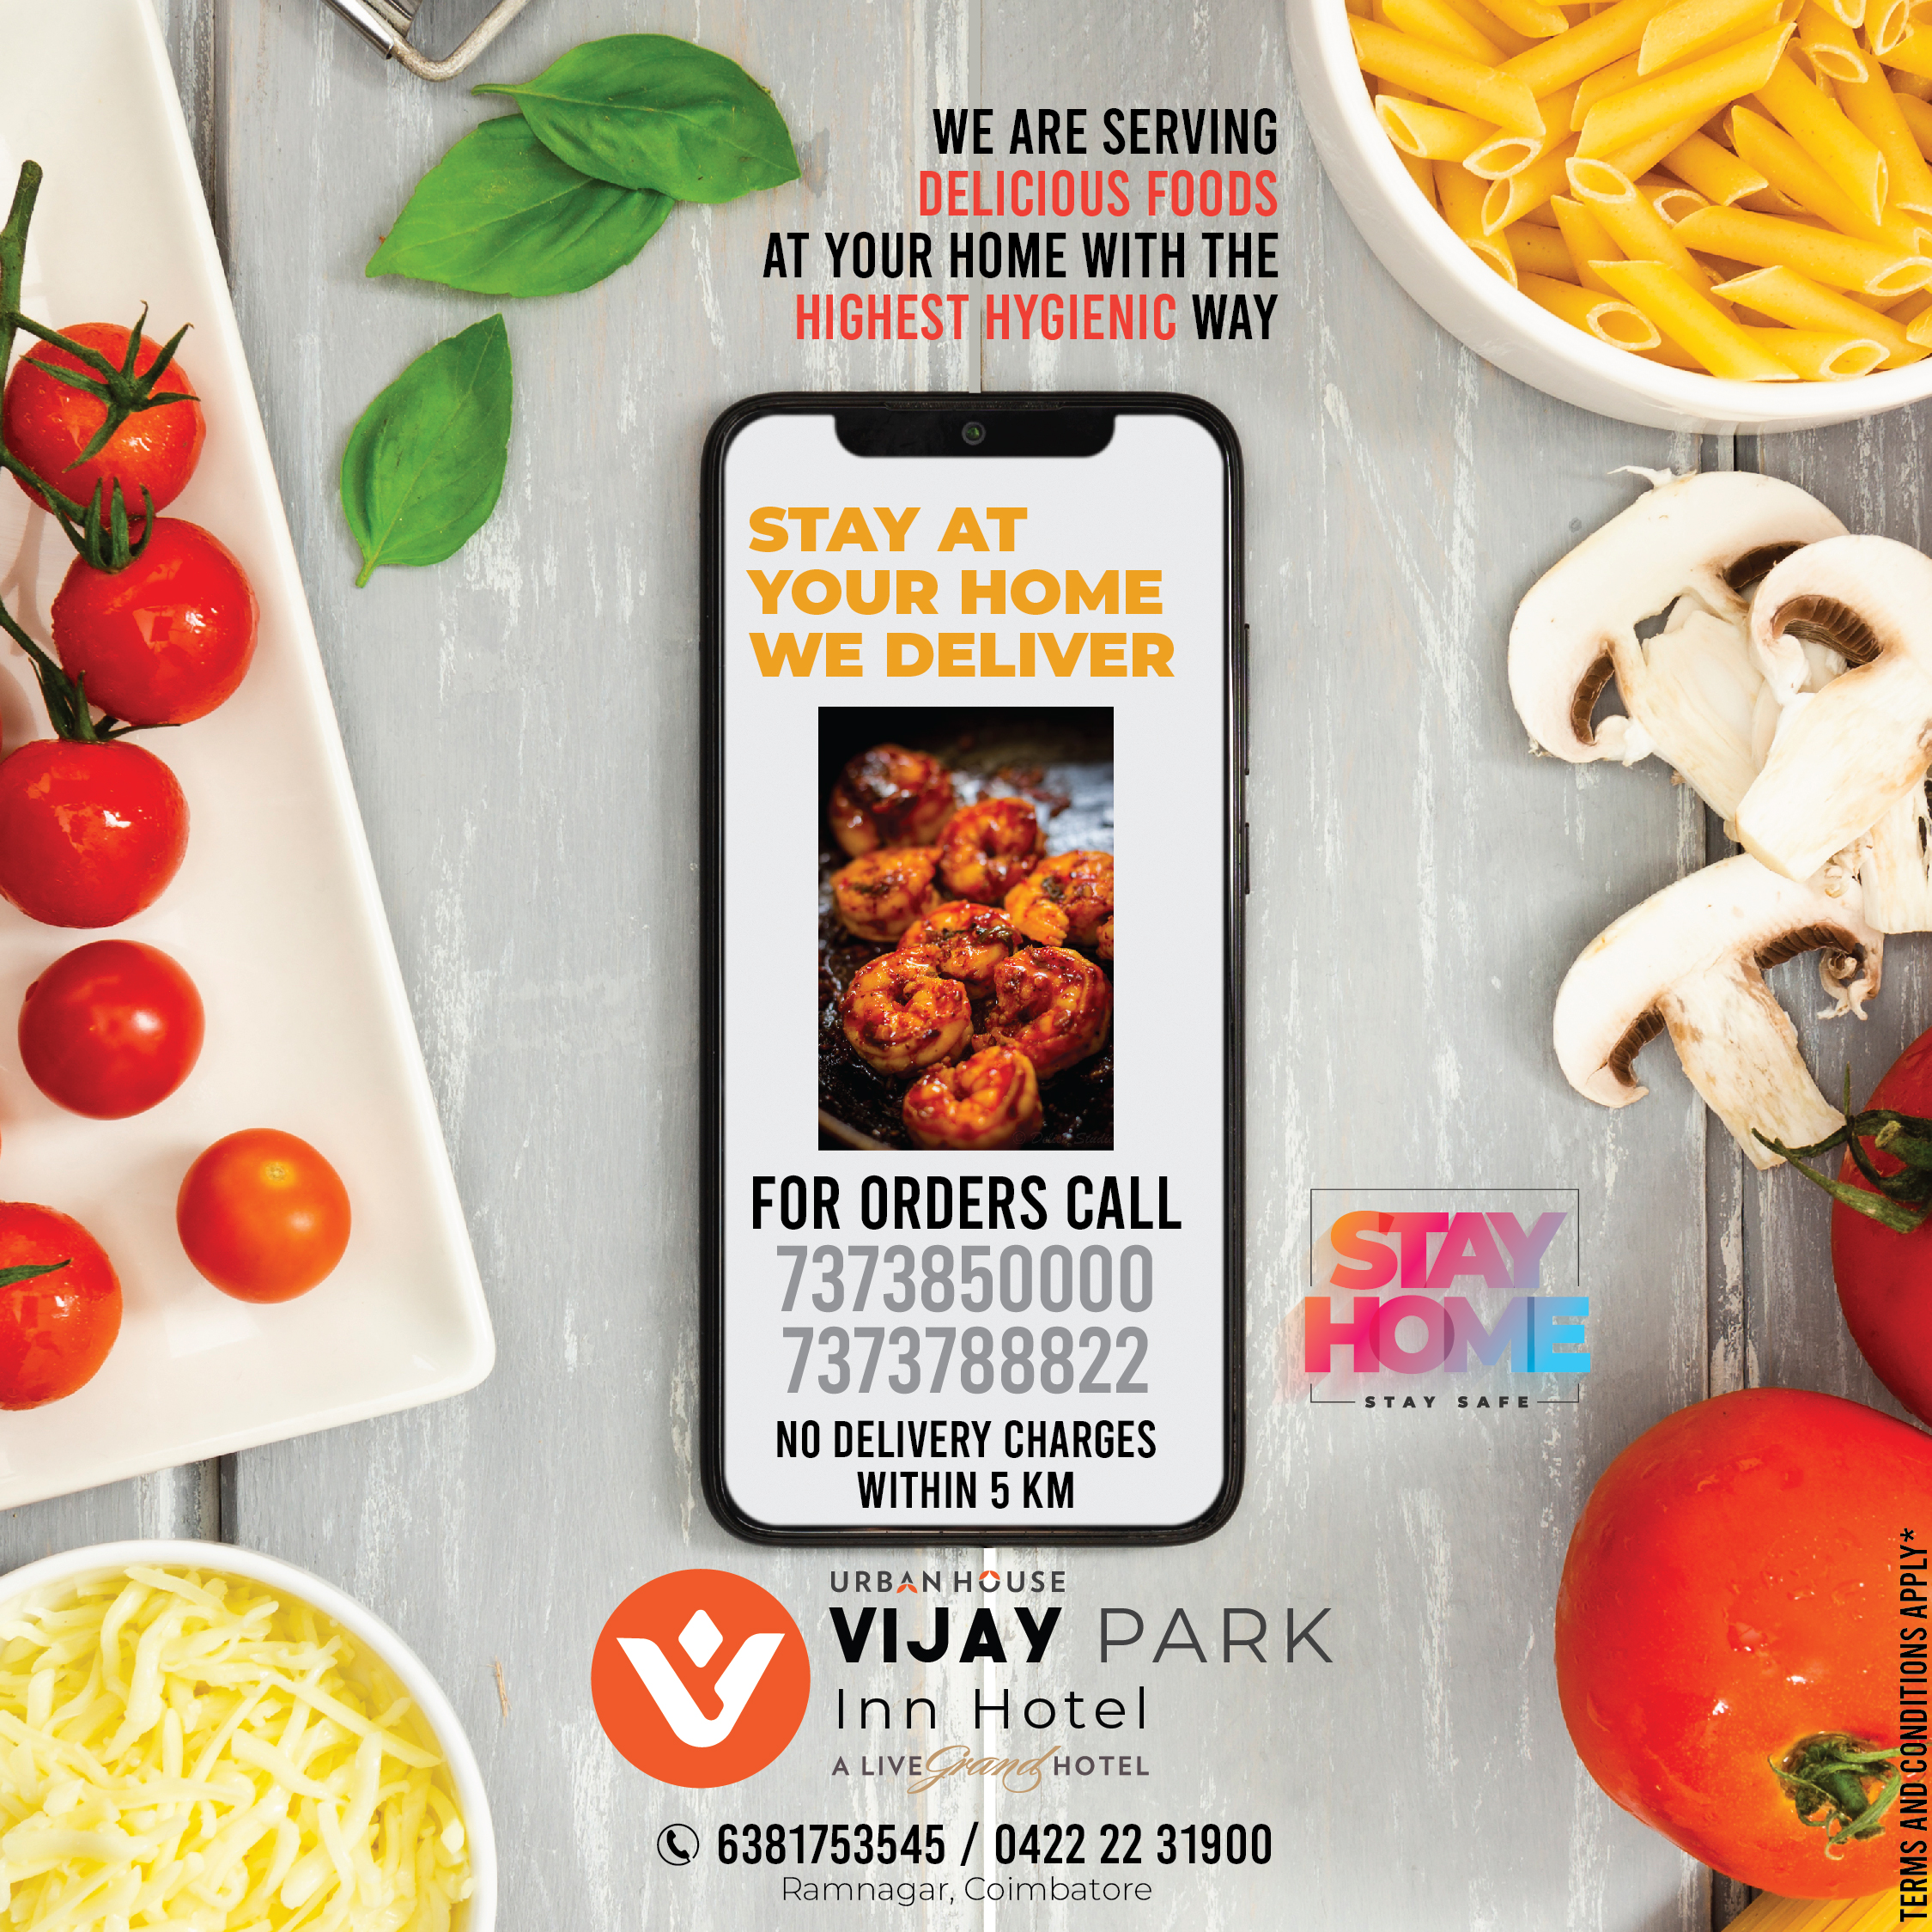 WE ARE SERVING
DELICIOUS FOODS
AT YOUR HOME WITH THE
HIGHEST HYGIENIC WAY
STAY AT
YOUR HOME
WE DELIVER
FOR ORDERS CALL
7373850000
7373788822
NO DELIVERY CHARGES
WITHIN 5 KM
STAY
HOME
STAY SAFE
URBAN HOUSE
VIJAY PARK
Inn Hotel
A LIVE Grand HOTEL
6381753545 / 0422 22 31900
Ramnagar, Coimbatore
TERMS AND CONDITIONS APPLY*